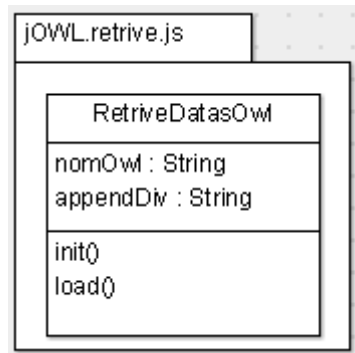 jOWL.retrive.js
RetriveDatasOwl
nomOwl : String
appendDiv : String
init()
load()